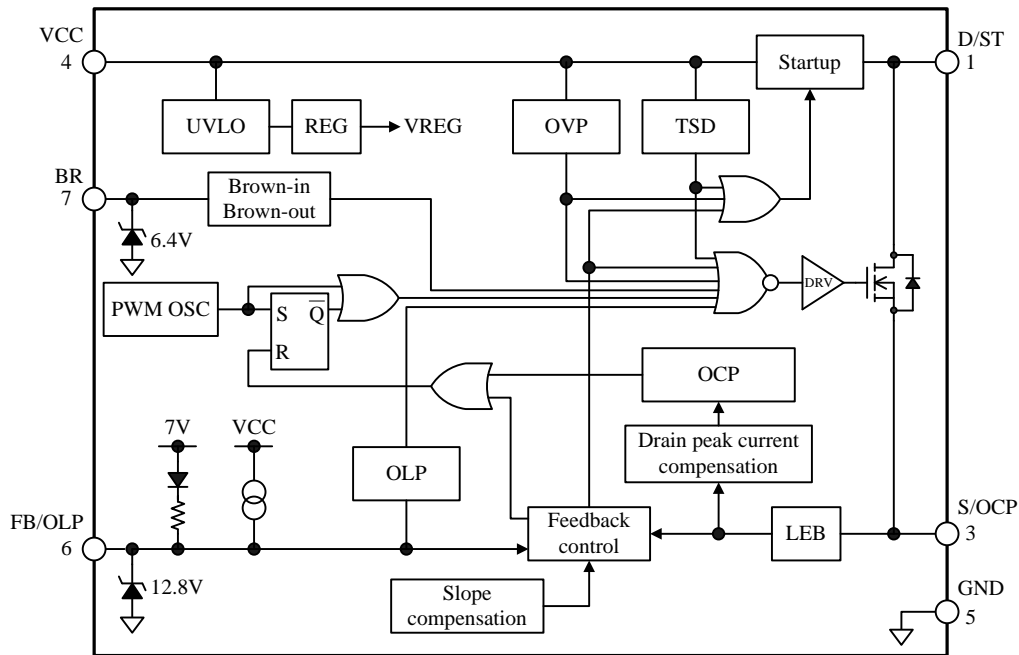 VCC
4
D/ST
1
Startup
UVLO
REG
VREG
OVP
TSD
BR
7
Brown-in
Brown-out
6.4V
PWM OSC
S
Q̅
R
DRV
OCP
7V
VCC
OLP
Drain peak current
compensation
FB/OLP
6
Feedback
control
LEB
S/OCP
3
12.8V
Slope
compensation
GND
5